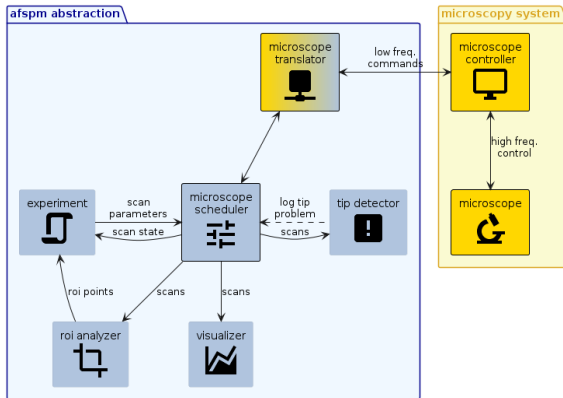 afspm abstraction
microscopy system
microscope
translator
low freq.
commands
microscope
controller
high freq.
control
experiment
scan
parameters
scan state
microscope
scheduler
log tip
problem
scans
tip detector
microscope
roi points
scans
scans
roi analyzer
visualizer